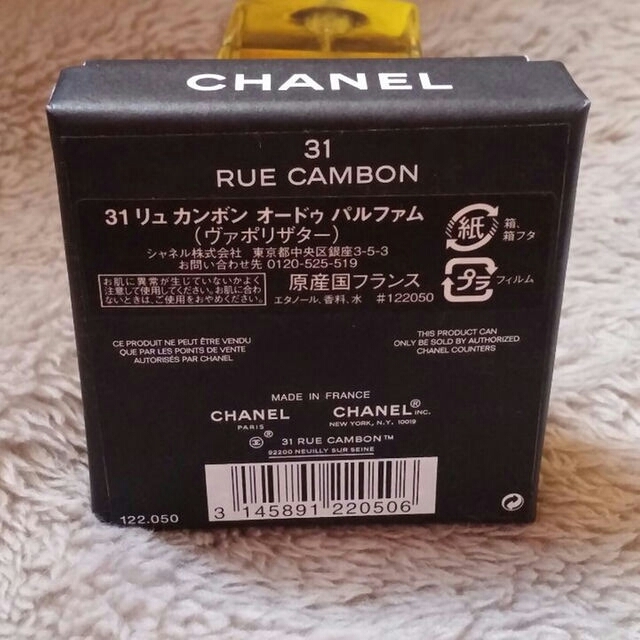 CHANEL
31
RUE CAMBON
31 リュ カンボン オードゥ パルファム
(ヴァポリザター)
シャネル株式会社 東京都中央区銀座3-5-3
お問い合わせ先 0120-525-519
お肌に異常が生じていないかよく
注意して使用してください。お肌に合わ
ないときは、ご使用をおやめください。
原産国フランス
エタノール、香料、水 #122050
紙
箱、
箱フタ
プラ
フィルム
CE PRODUIT NE PEUT ÊTRE VENDU
QUE PAR LES POINTS DE VENTE
AUTORISÉS PAR CHANEL
THIS PRODUCT CAN
ONLY BE SOLD BY AUTHORIZED
CHANEL COUNTERS
MADE IN FRANCE
CHANEL
PARIS
CHANEL® INC.
NEW YORK, N.Y. 10019
® 31 RUE CAMBON™
92200 NEUILLY SUR SEINE
3 145891 220506
122.050